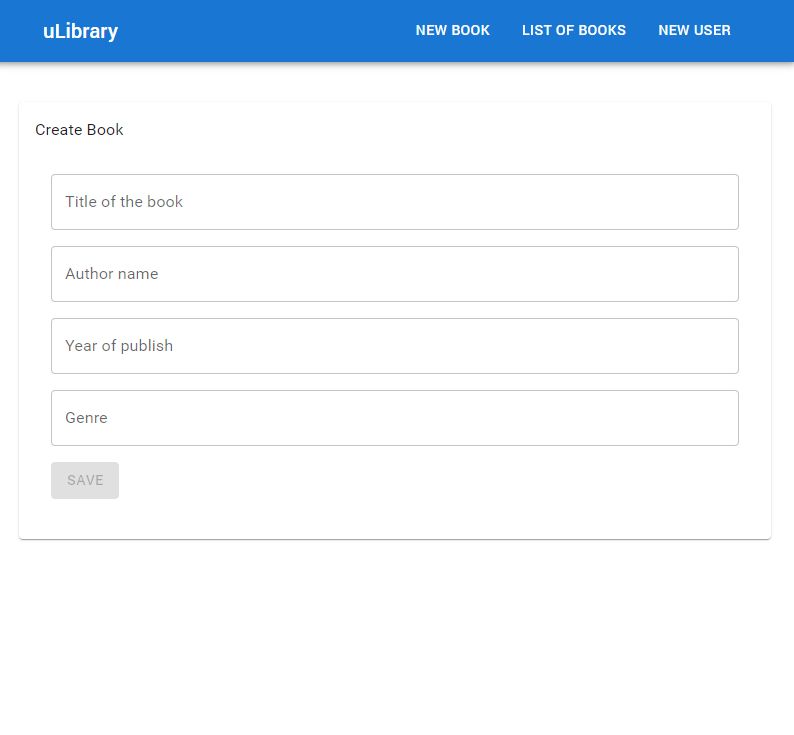 uLibrary NEW BOOK LIST OF BOOKS NEW USER
Create Book
Title of the book
Author name
Year of publish
Genre
SAVE